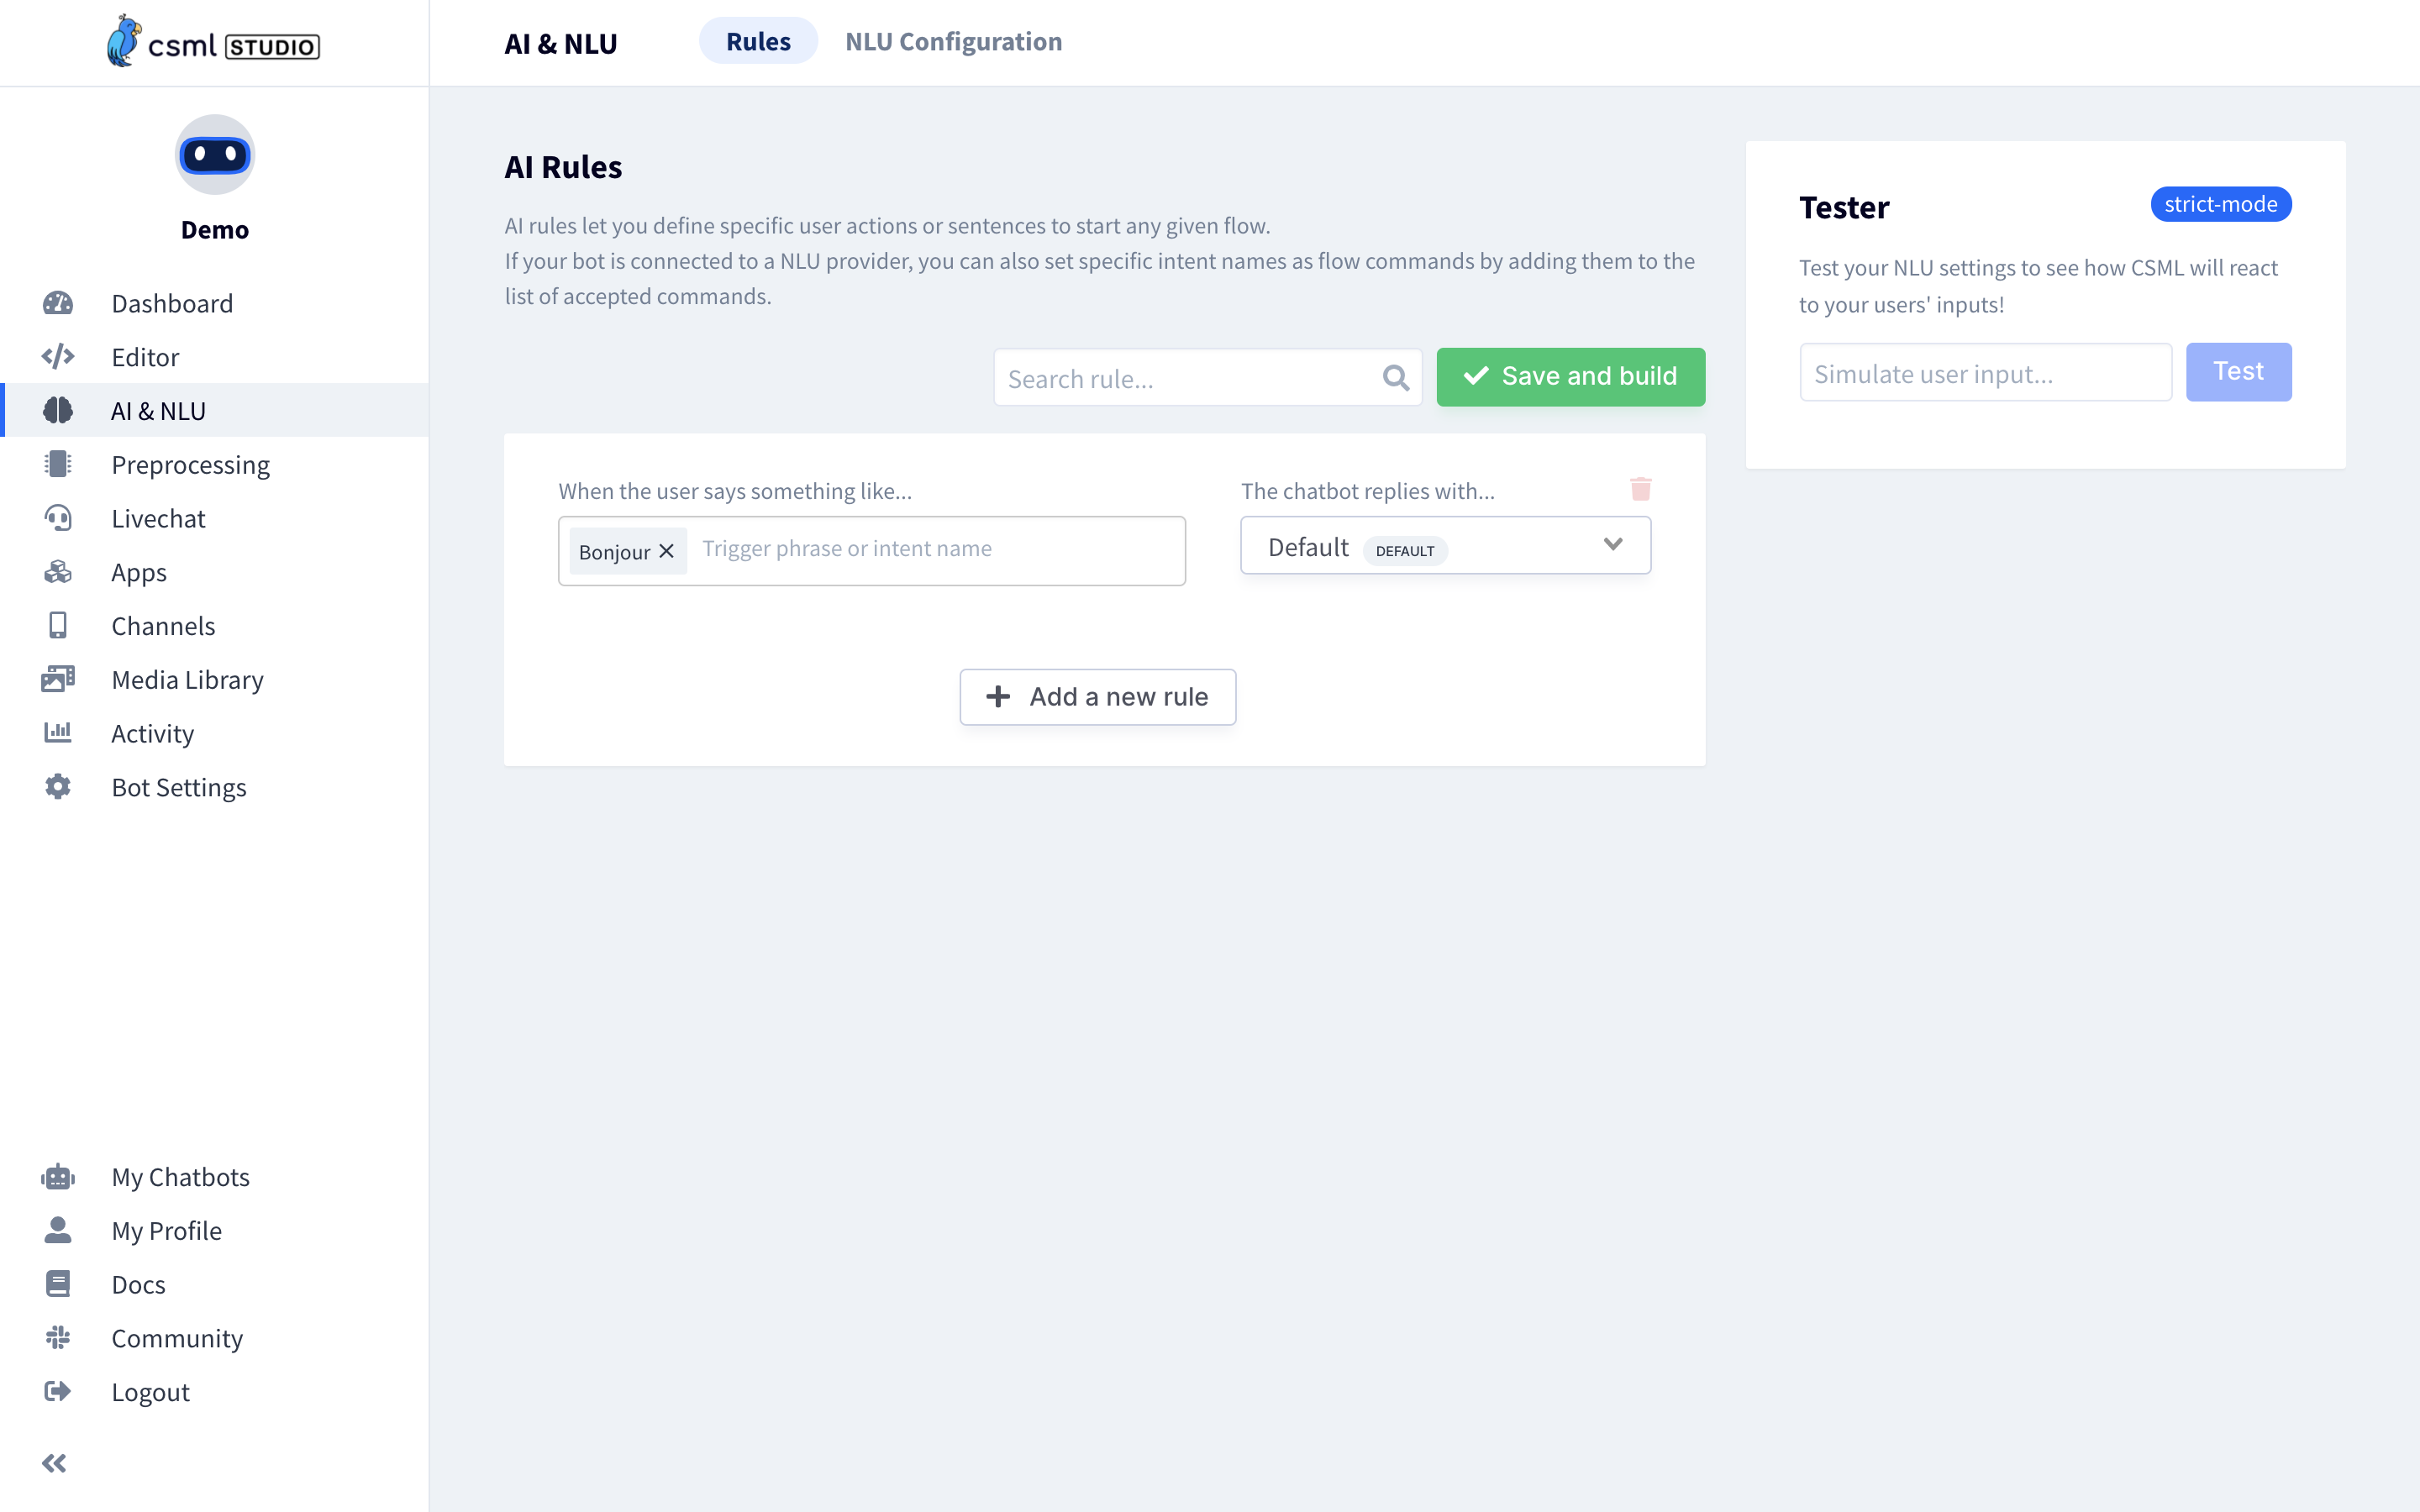 csml STUDIO
AI & NLU
Rules
NLU Configuration
Demo
Dashboard
Editor
AI & NLU
Preprocessing
Livechat
Apps
Channels
Media Library
Activity
Bot Settings
My Chatbots
My Profile
Docs
Community
Logout
AI Rules
AI rules let you define specific user actions or sentences to start any given flow.
If your bot is connected to a NLU provider, you can also set specific intent names as flow commands by adding them to the
list of accepted commands.
Search rule...
Save and build
When the user says something like...
Bonjour
Trigger phrase or intent name
The chatbot replies with...
Default DEFAULT
Add a new rule
Tester
strict-mode
Test your NLU settings to see how CSML will react
to your users' inputs!
Simulate user input...
Test